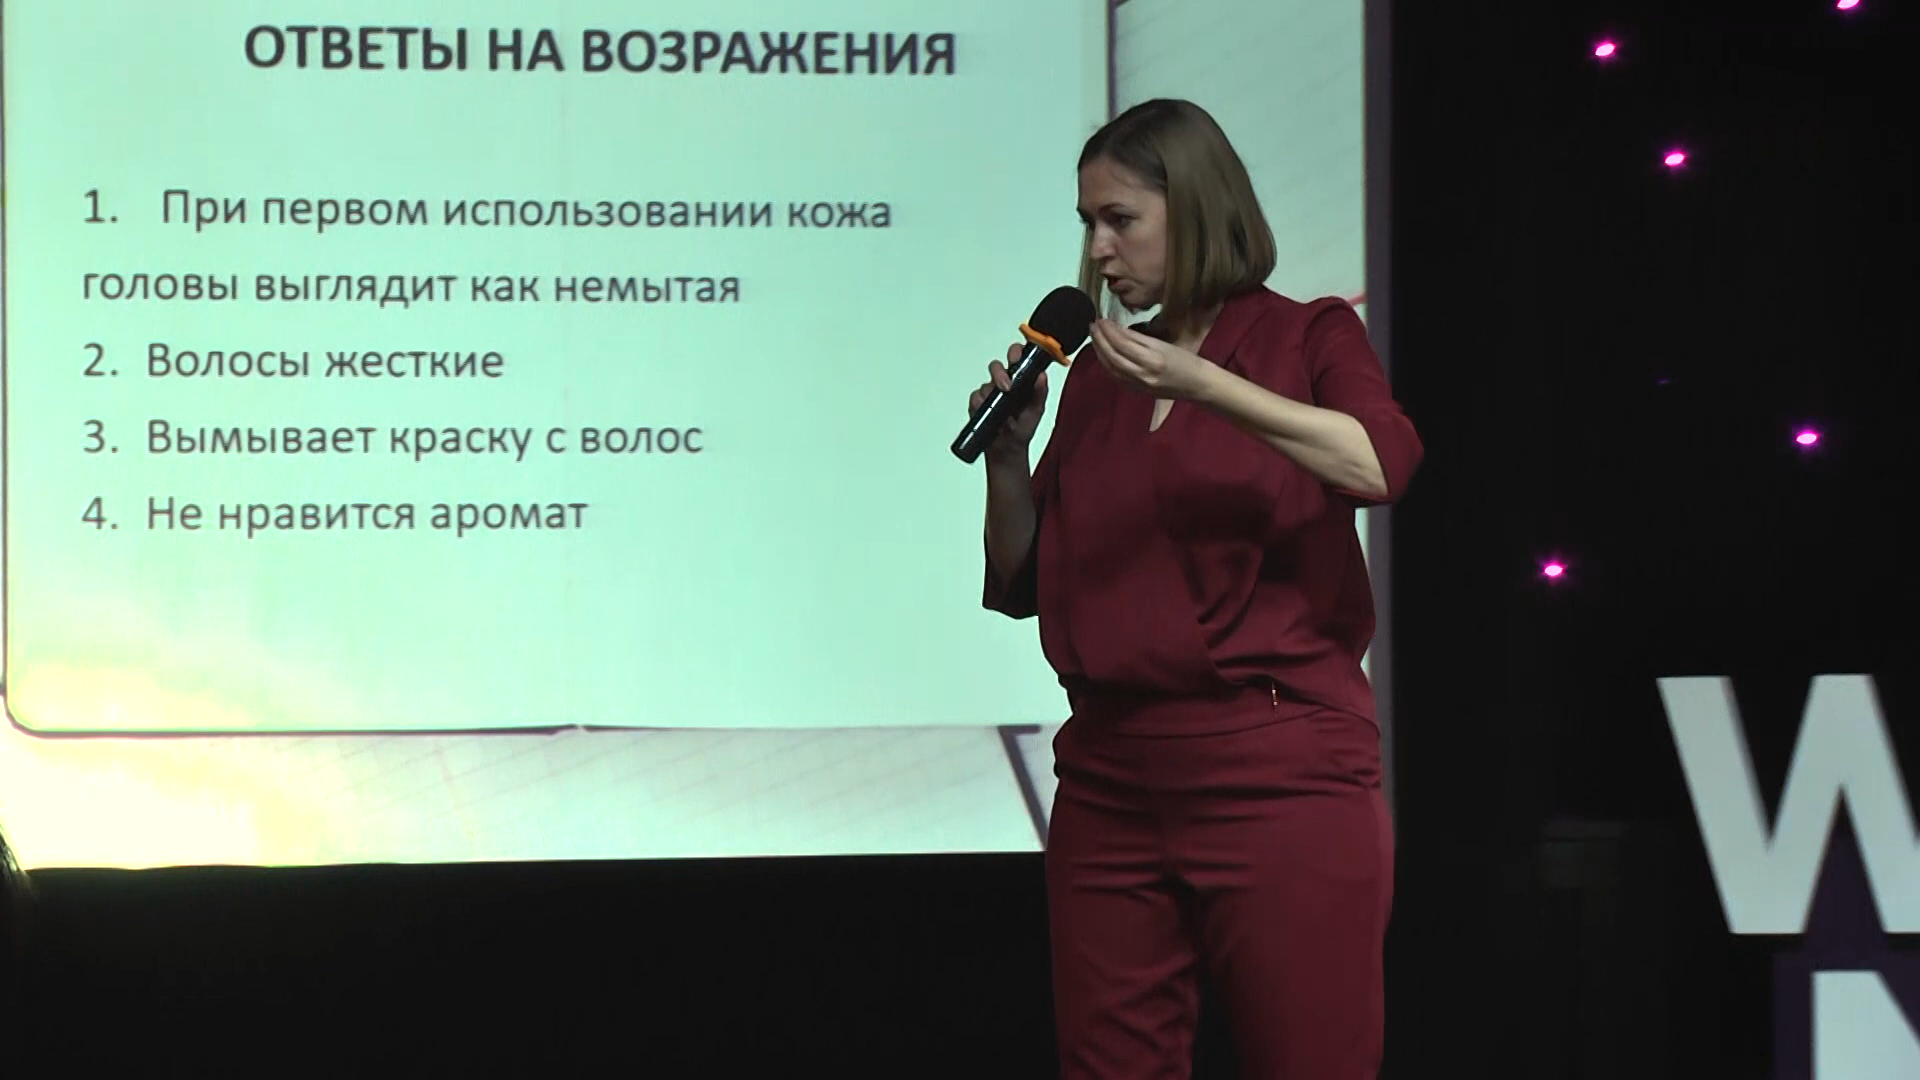 ОТВЕТЫ НА ВОЗРАЖЕНИЯ
1. При первом использовании кожа
головы выглядит как немытая
2. Волосы жесткие
3. Вымывает краску с волос
4. Не нравится аромат
W